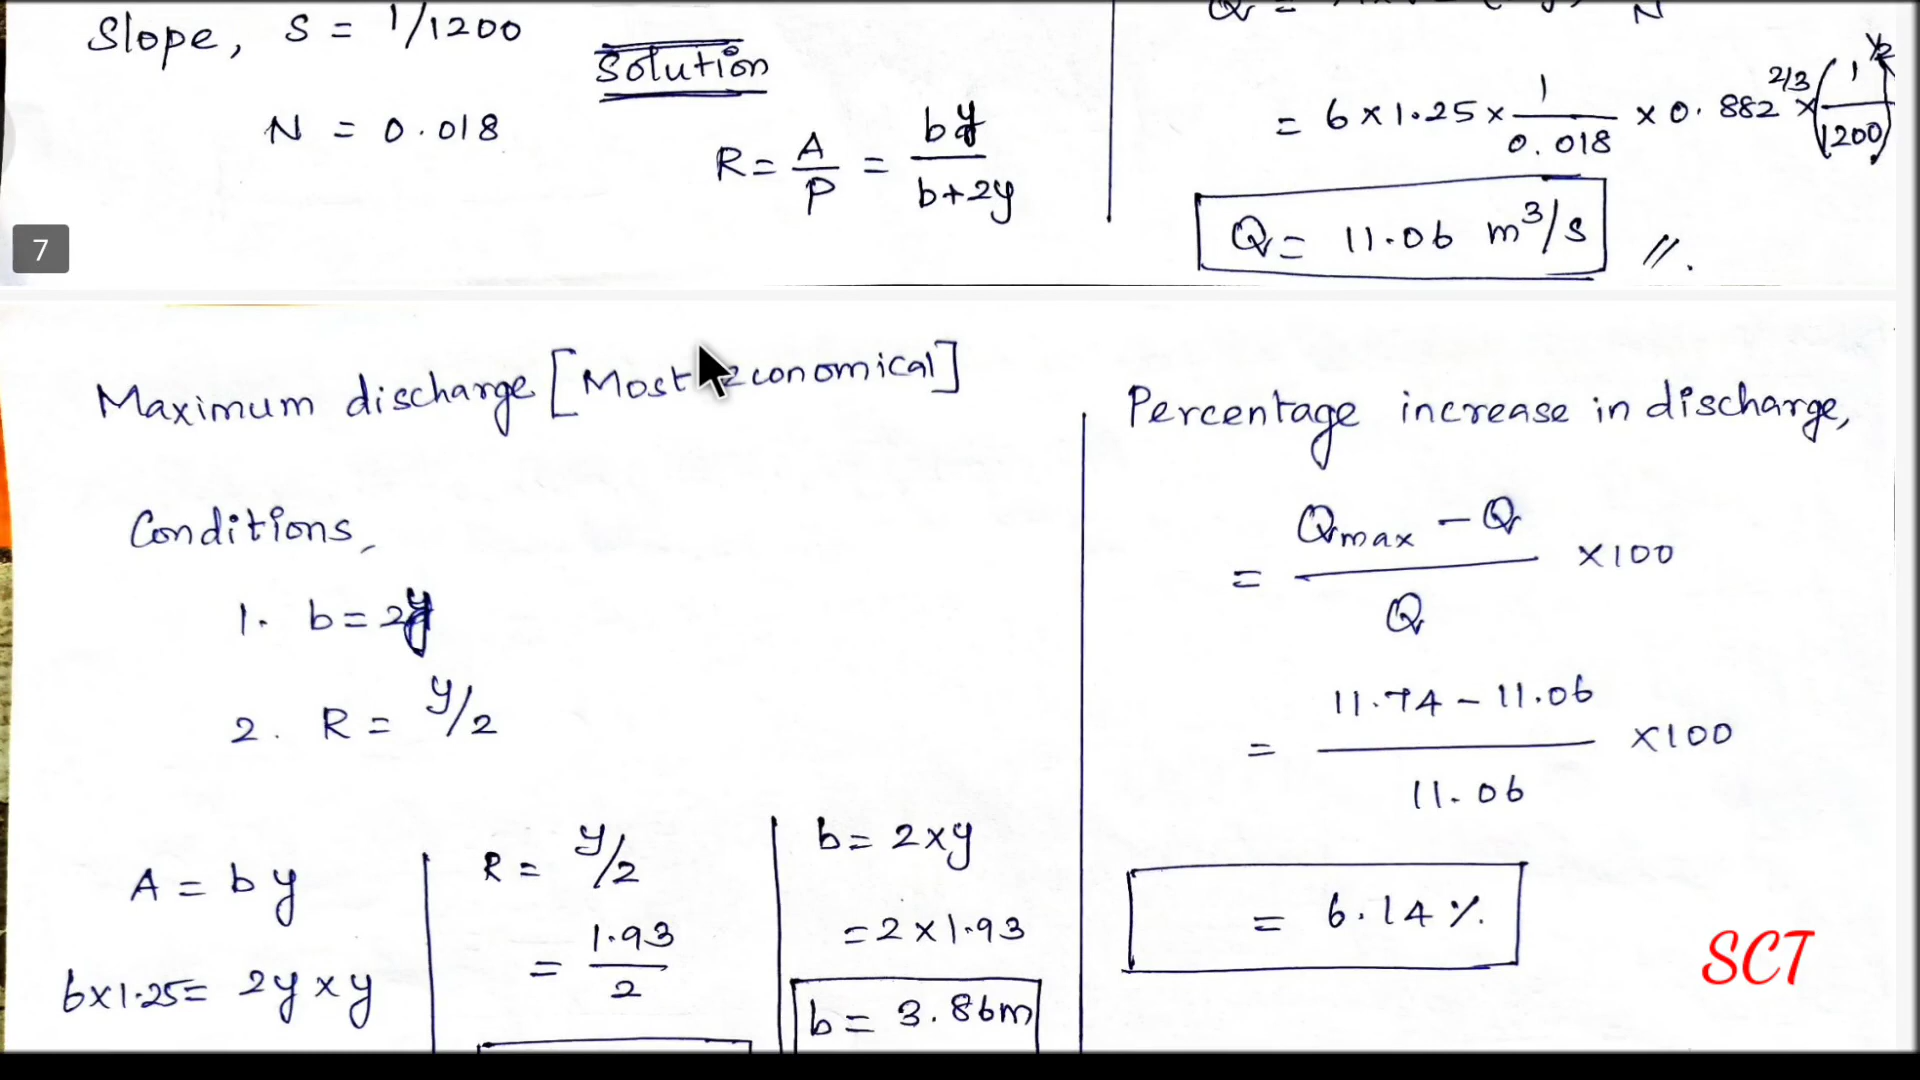 Slope, S = 1/1200
N = 0.018
Solution
R = A/P = by/b+2y
= 6×1.25× 1/0.018 ×0.882^2/3 ×(1/1200)^1/2
Q = 11.06 m³/s //.
7
Maximum discharge [Most Economical]
Conditions,
1. b = 2y
2. R = y/2
A = by
6×1.25 = 2y × y
R = y/2
= 1.93/2
b = 2×y
= 2×1.93
b = 3.86m
Percentage increase in discharge,
= Qmax - Q/Q ×100
= 11.74 - 11.06/11.06 ×100
= 6.14 %
SCT